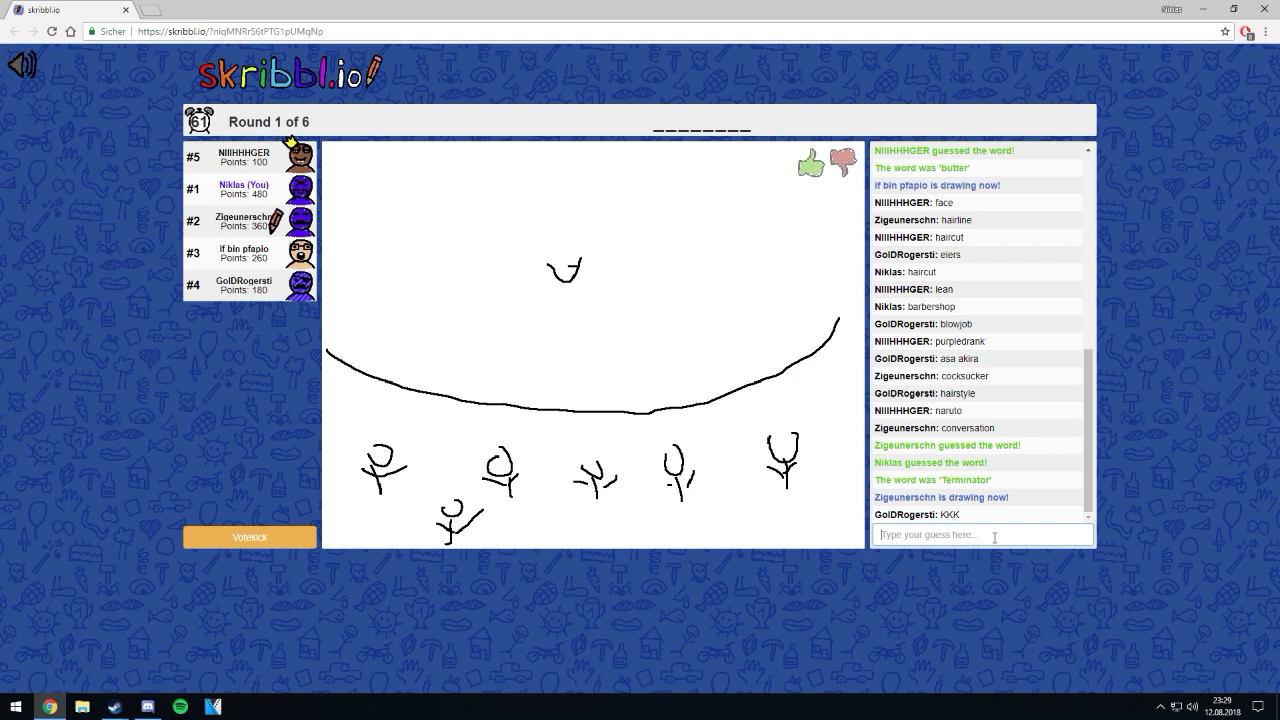 skribbl.io
Niklas
Sicher
https://skribbl.io/?niqMNRr56tPTG1pUMqNp
skribbl.io
61
Round 1 of 6
________
#5 NIIIHHHGER
Points: 100
#1 Niklas (You)
Points: 480
#2 Zigeunerschn
Points: 360
#3 if bin pfapio
Points: 260
#4 GolDRogersti
Points: 180
Votekick
NIIIHHHGER guessed the word!
The word was 'butter'
if bin pfapio is drawing now!
NIIIHHHGER: face
Zigeunerschn: hairline
NIIIHHHGER: haircut
GolDRogersti: eiers
Niklas: haircut
NIIIHHHGER: lean
Niklas: barbershop
GolDRogersti: blowjob
NIIIHHHGER: purpledrank
GolDRogersti: asa akira
Zigeunerschn: cocksucker
GolDRogersti: hairstyle
NIIIHHHGER: naruto
Zigeunerschn: conversation
Zigeunerschn guessed the word!
Niklas guessed the word!
The word was 'Terminator'
Zigeunerschn is drawing now!
GolDRogersti: KKK
Type your guess here...
23:29
12.08.2018